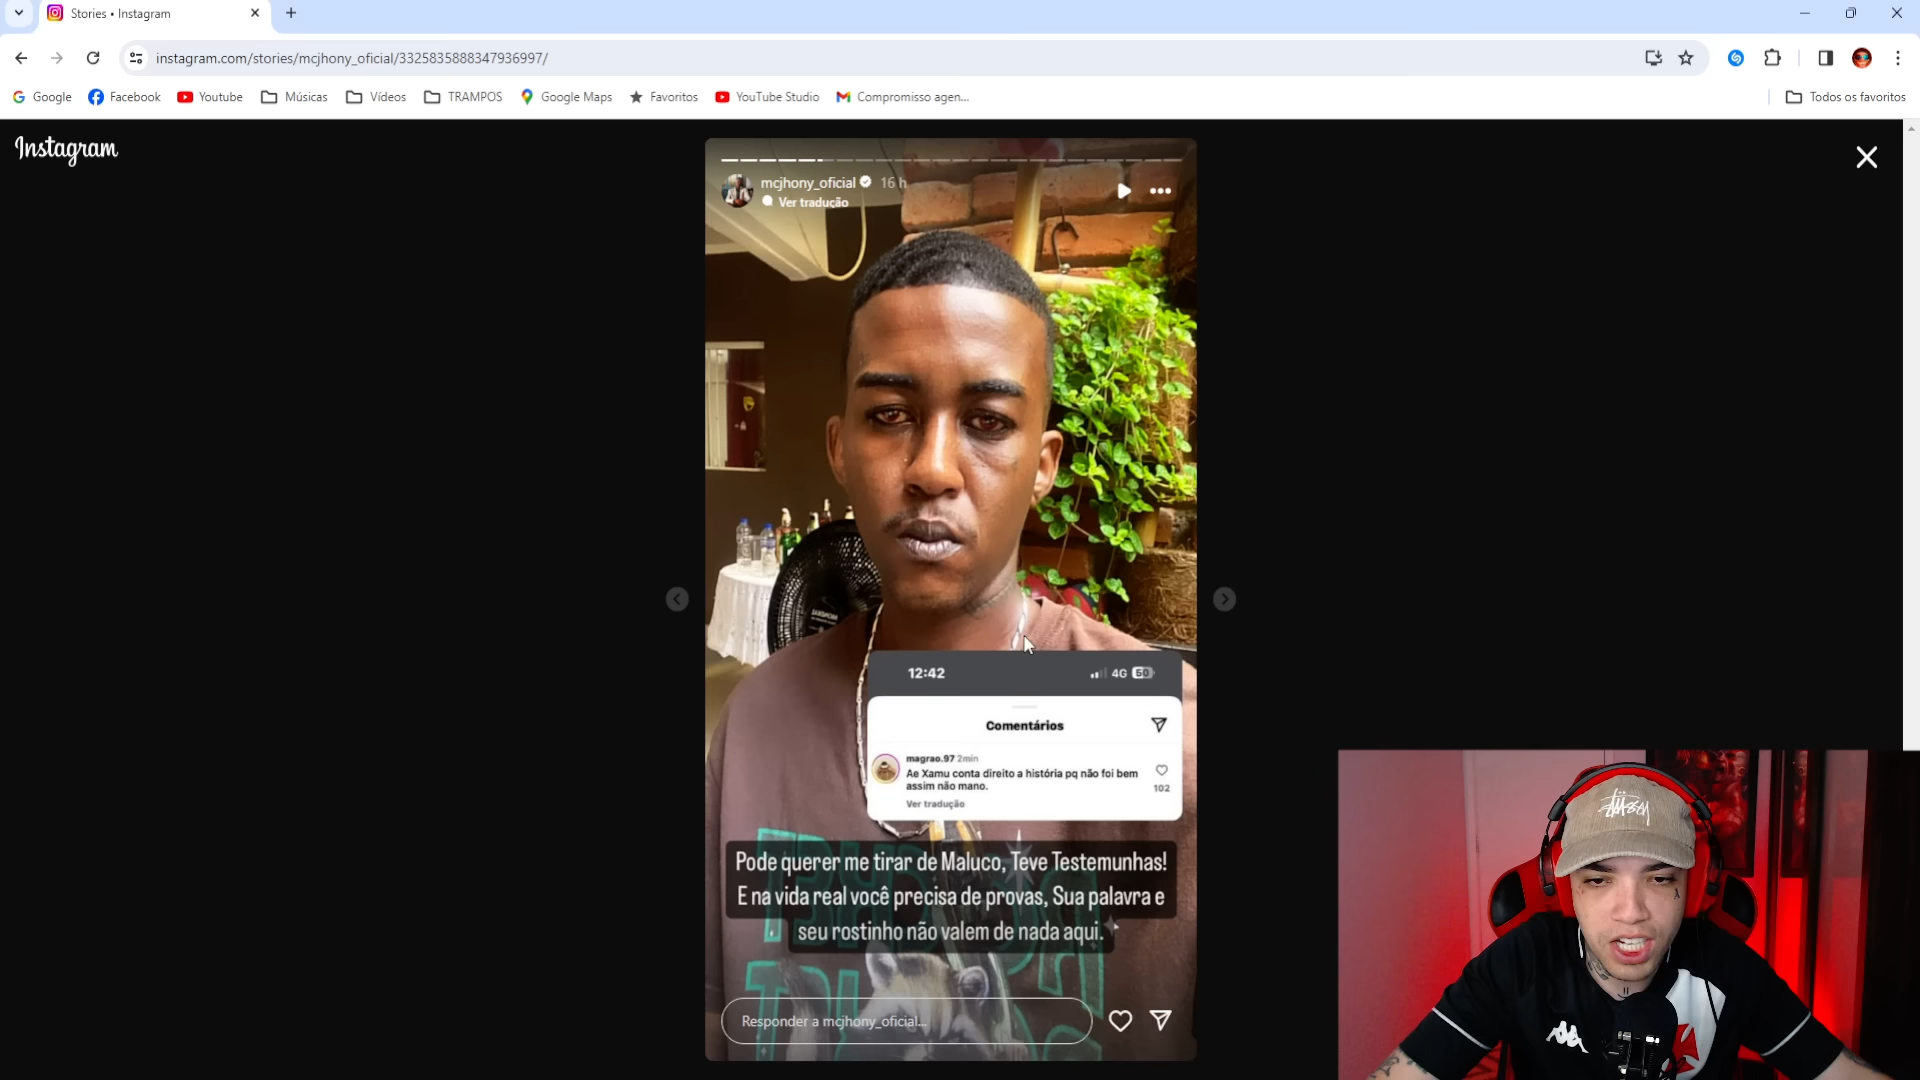 Stories • Instagram
instagram.com/stories/mcjhony_oficial/3325835888347936997/
Google
Facebook
Youtube
Músicas
Vídeos
TRAMPOS
Google Maps
Favoritos
YouTube Studio
Compromisso agen...
Todos os favoritos
Instagram
mcjhony_oficial 16 h
Ver tradução
12:42 4G 50
Comentários
magrao.97 2min
Ae Xamu conta direito a história pq não foi bem
assim não mano.
102
Ver tradução
Pode querer me tirar de Maluco, Teve Testemunhas!
E na vida real você precisa de provas, Sua palavra e
seu rostinho não valem de nada aqui.
Responder a mcjhony_oficial...
Kappa